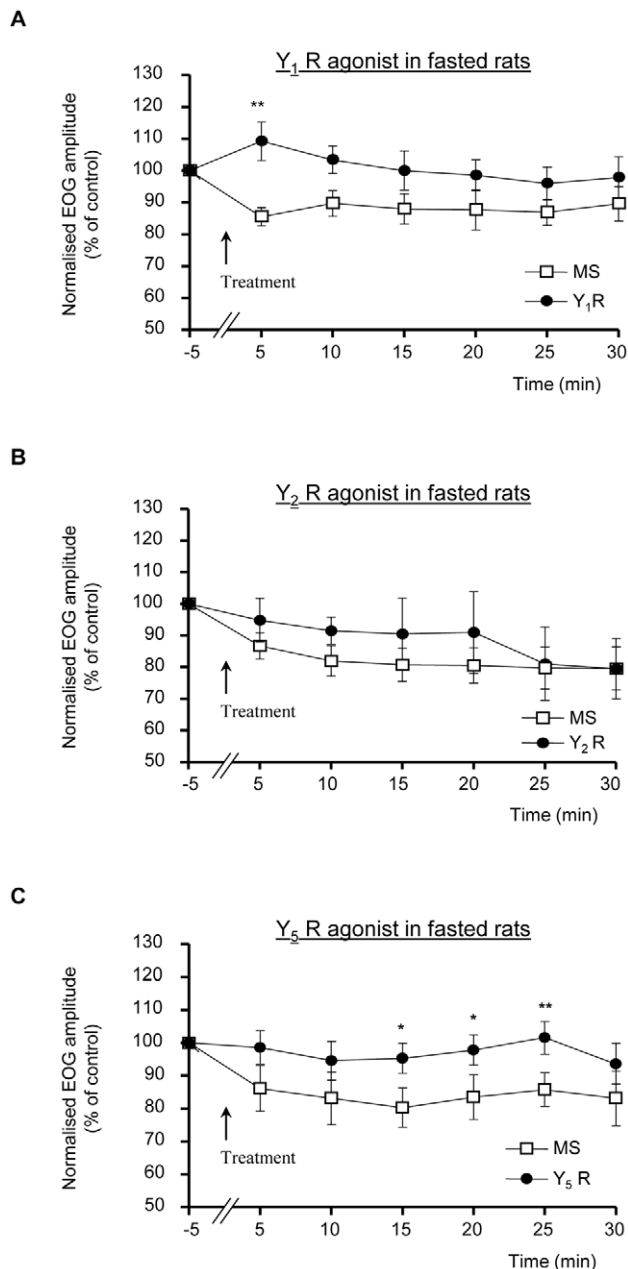 A
Y1 R agonist in fasted rats
130
120
110
100
90
80
70
60
50
Normalised EOG amplitude
(% of control)
**
Treatment
MS
Y1R
-5
5
10
15
20
25
30
Time (min)
B
Y2 R agonist in fasted rats
130
120
110
100
90
80
70
60
50
Normalised EOG amplitude
(% of control)
Treatment
MS
Y2 R
-5
5
10
15
20
25
30
Time (min)
C
Y5 R agonist in fasted rats
130
120
110
100
90
80
70
60
50
Normalised EOG amplitude
(% of control)
*
*
**
Treatment
MS
Y5 R
-5
5
10
15
20
25
30
Time (min)